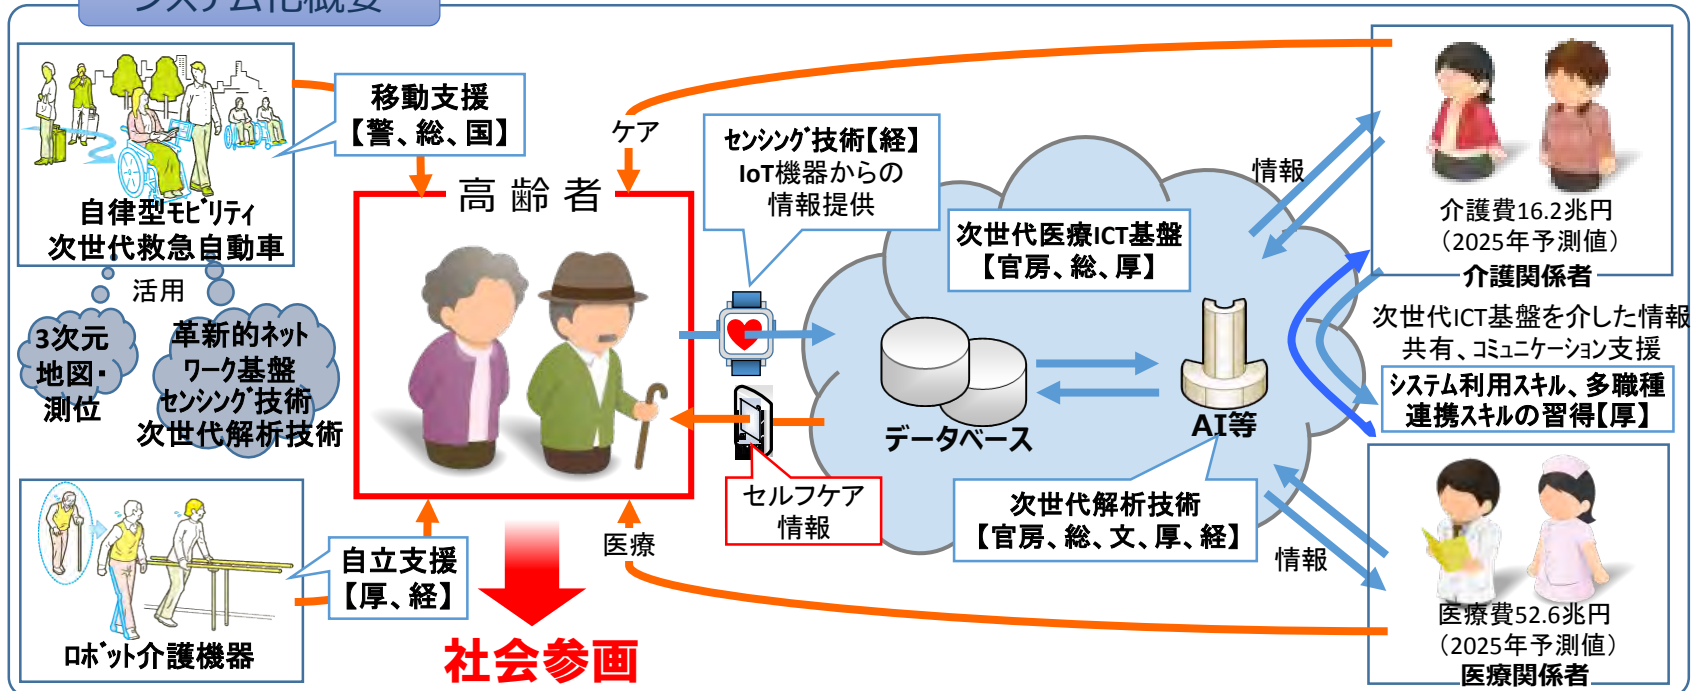 システム化概要
移動支援
【警、総、国】
自律型モビリティ
次世代救急自動車
活用
3次元
地図・
測位
革新的ネット
ワーク基盤
センシング技術
次世代解析技術
ロボット介護機器
自立支援
【厚、経】
ケア
高齢者
医療
社会参画
センシング技術【経】
IoT機器からの
情報提供
セルフケア
情報
次世代医療ICT基盤
【官房、総、厚】
データベース
AI等
次世代解析技術
【官房、総、文、厚、経】
情報
情報
介護費16.2兆円
（2025年予測値）
介護関係者
次世代ICT基盤を介した情報
共有、コミュニケーション支援
システム利用スキル、多職種
連携スキルの習得【厚】
医療費52.6兆円
（2025年予測値）
医療関係者